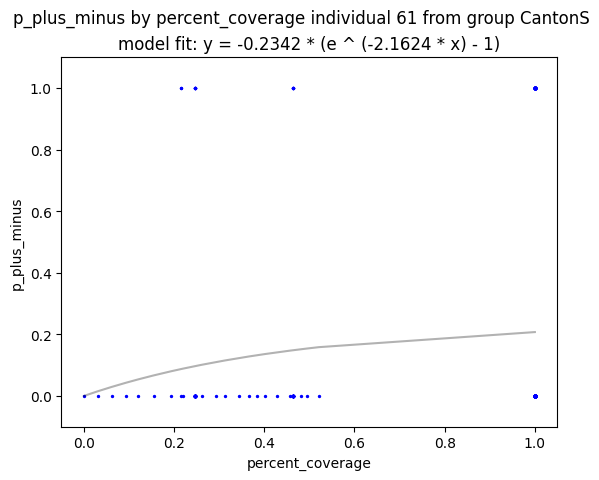 p_plus_minus by percent_coverage individual 61 from group CantonS
model fit: y = -0.2342 * (e ^ (-2.1624 * x) - 1)
1.0
0.8
0.6
0.4
0.2
0.0
p_plus_minus
0.0 0.2 0.4 0.6 0.8 1.0
percent_coverage